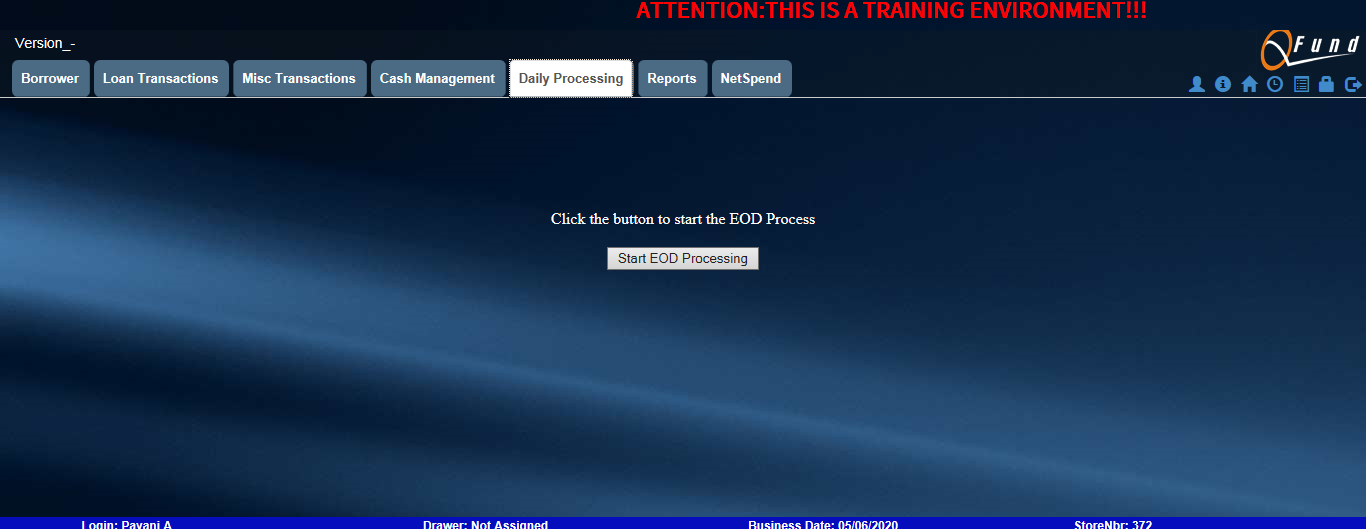 ATTENTION:THIS IS A TRAINING ENVIRONMENT!!!
Version_-
QFund
Borrower Loan Transactions Misc Transactions Cash Management Daily Processing Reports NetSpend
Click the button to start the EOD Process
Start EOD Processing
Login: Pavani A Drawer: Not Assigned Business Date: 05/06/2020 StoreNbr: 372